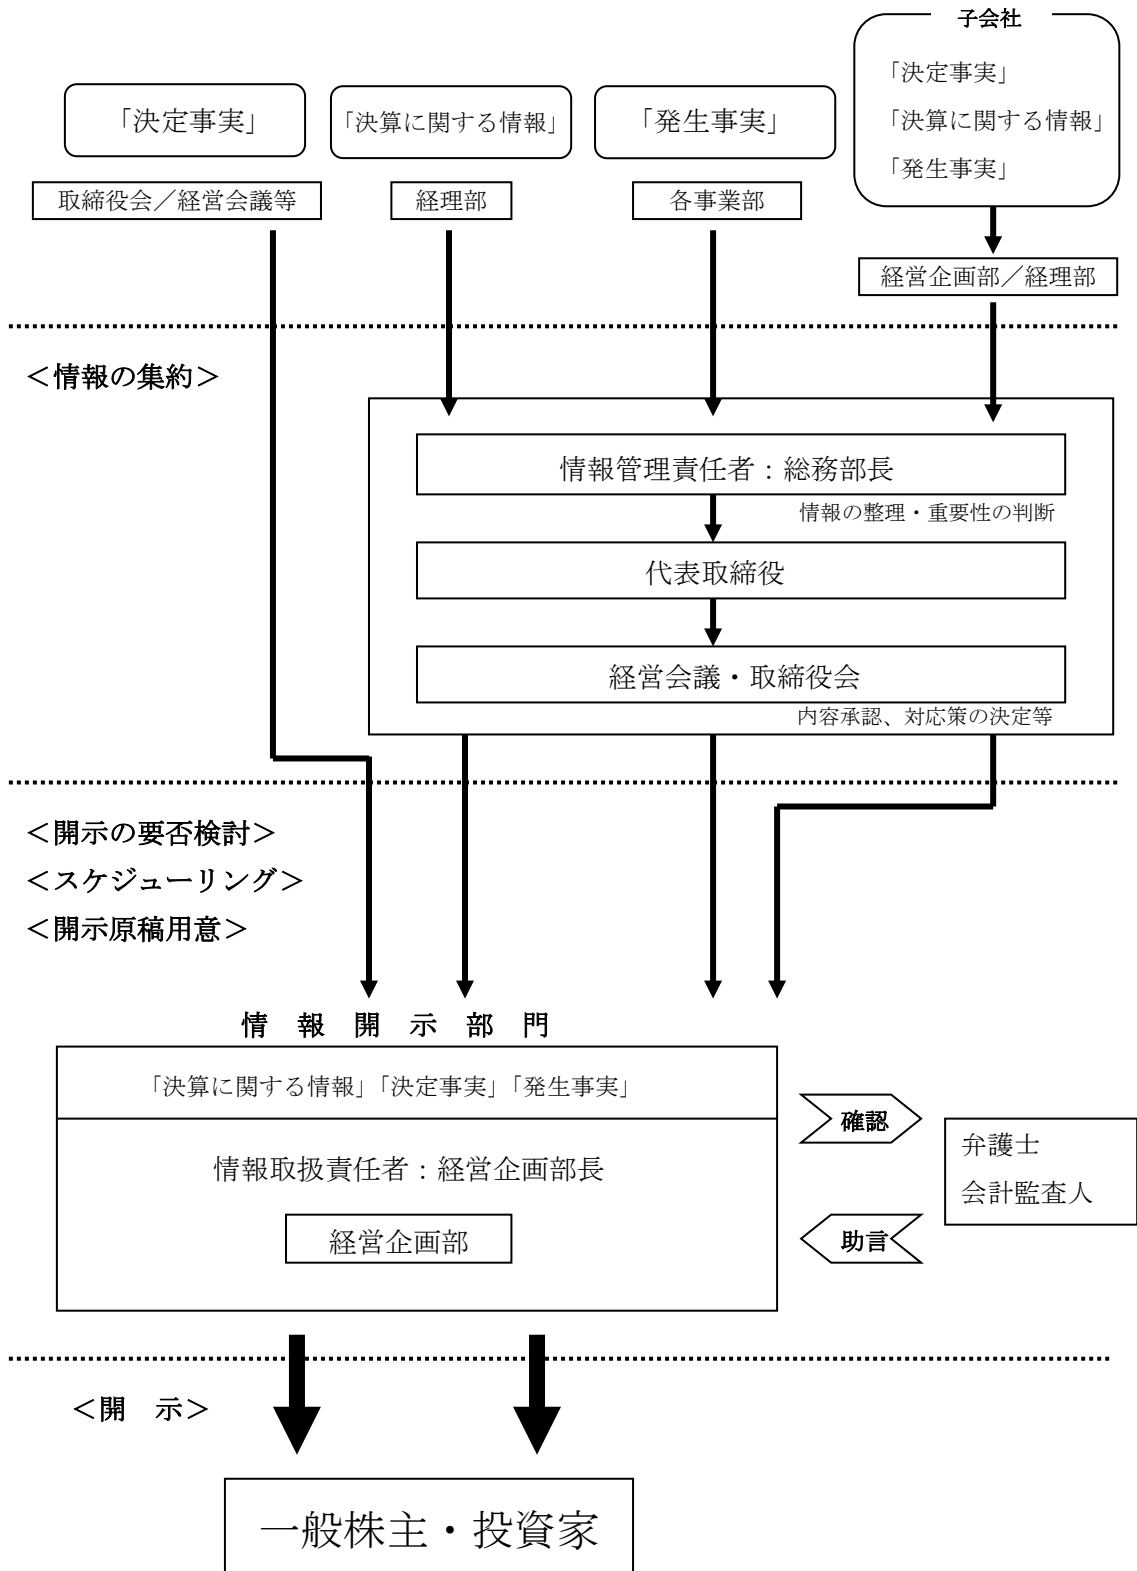 子会社
「決定事実」
「決算に関する情報」
「発生事実」
「決定事実」
「決算に関する情報」
「発生事実」
取締役会／経営会議等
経理部
各事業部
経営企画部／経理部
＜情報の集約＞
情報管理責任者：総務部長
情報の整理・重要性の判断
代表取締役
経営会議・取締役会
内容承認、対応策の決定等
＜開示の要否検討＞
＜スケジューリング＞
＜開示原稿用意＞
情　報　開　示　部　門
「決算に関する情報」「決定事実」「発生事実」
情報取扱責任者：経営企画部長
経営企画部
確認
助言
弁護士
会計監査人
＜開　示＞
一般株主・投資家